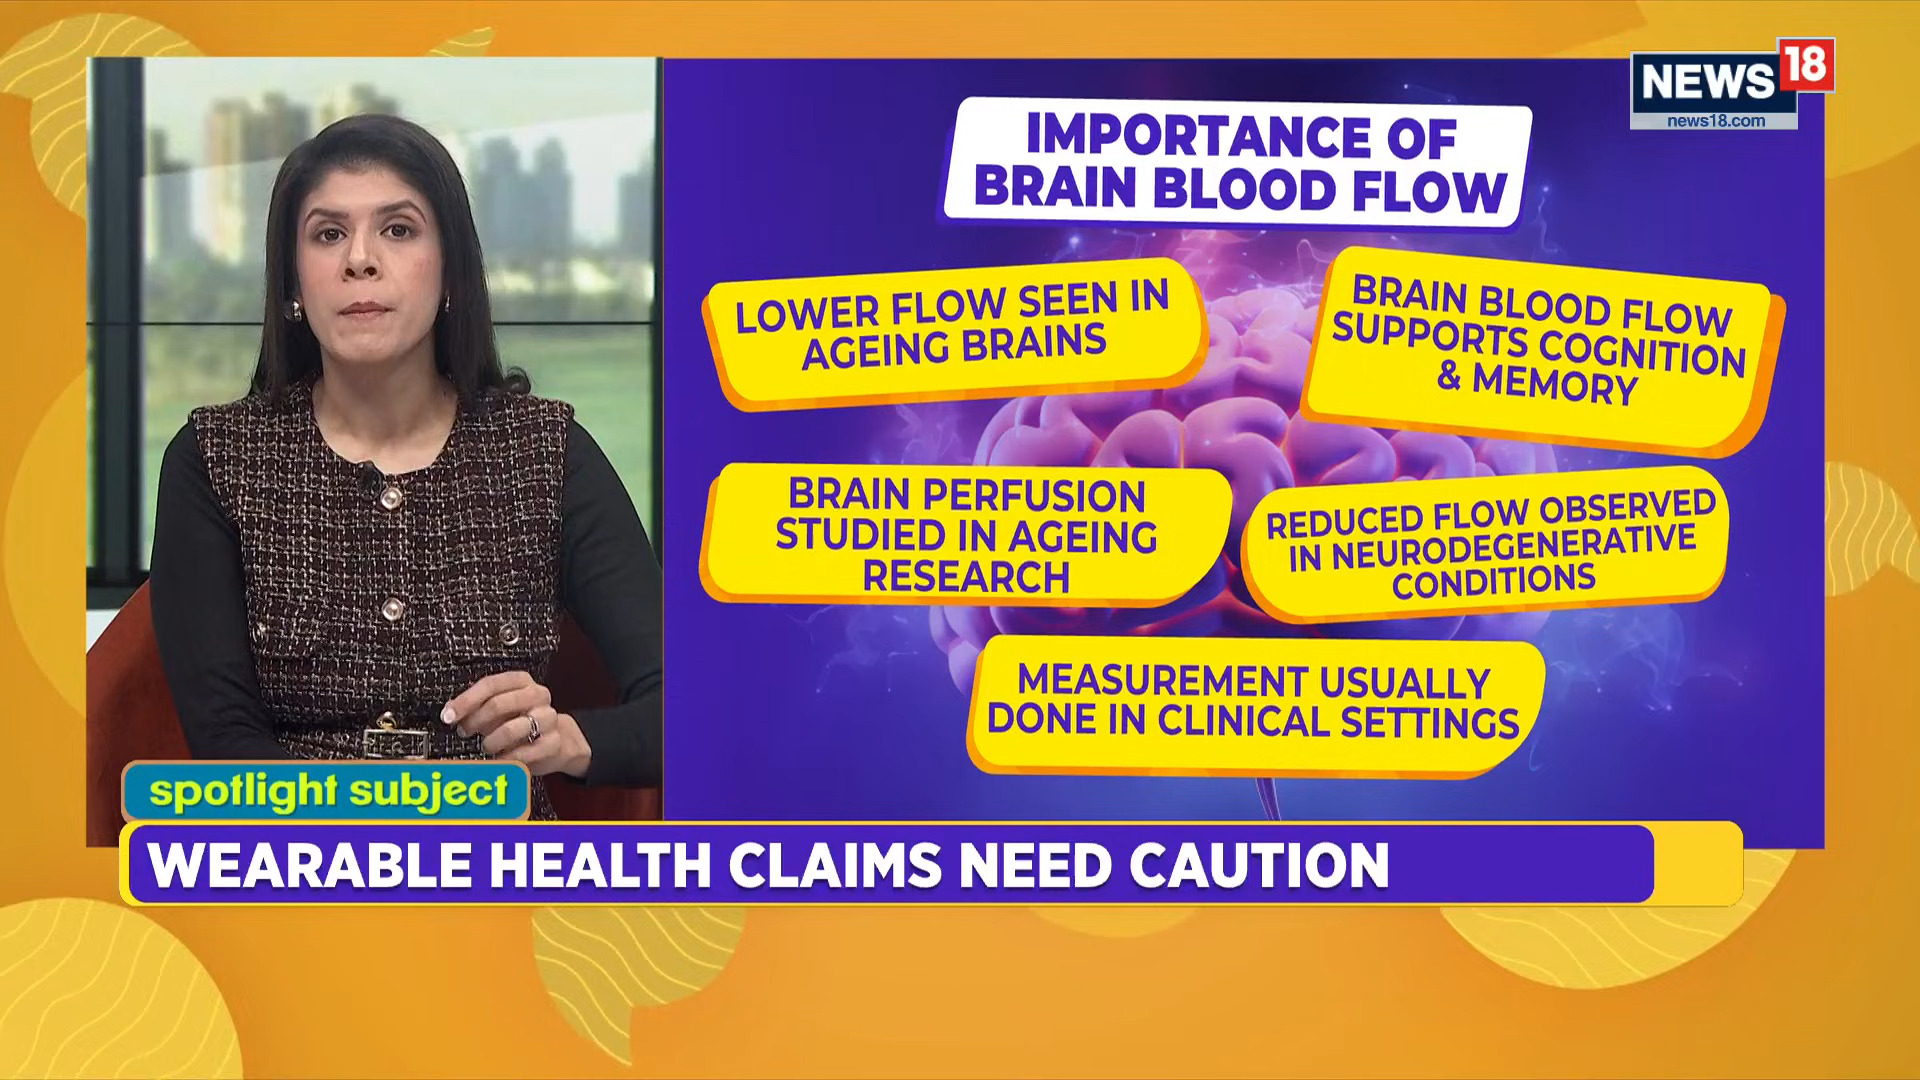 NEWS 18
news18.com
IMPORTANCE OF
BRAIN BLOOD FLOW
LOWER FLOW SEEN IN
AGEING BRAINS
BRAIN BLOOD FLOW
SUPPORTS COGNITION
& MEMORY
BRAIN PERFUSION
STUDIED IN AGEING
RESEARCH
REDUCED FLOW OBSERVED
IN NEURODEGENERATIVE
CONDITIONS
MEASUREMENT USUALLY
DONE IN CLINICAL SETTINGS
spotlight subject
WEARABLE HEALTH CLAIMS NEED CAUTION